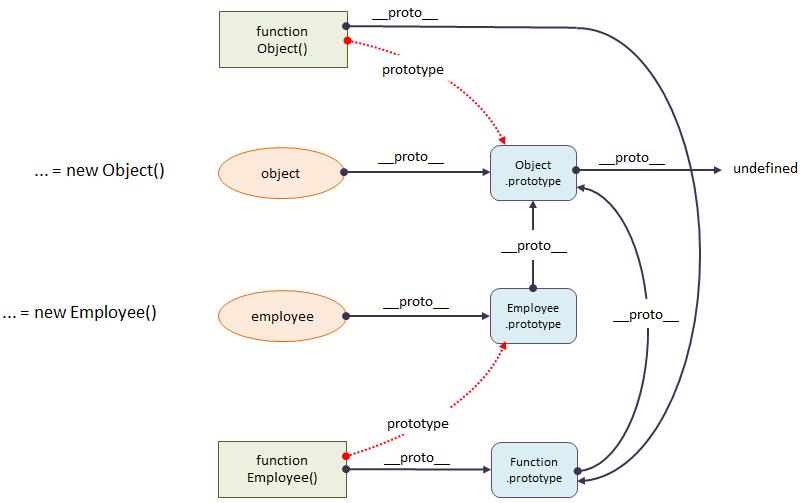 __proto__
function
Object()
prototype
... = new Object()
object
__proto__
Object
.prototype
__proto__
undefined
__proto__
... = new Employee()
employee
__proto__
Employee
.prototype
__proto__
prototype
function
Employee()
__proto__
Function
.prototype